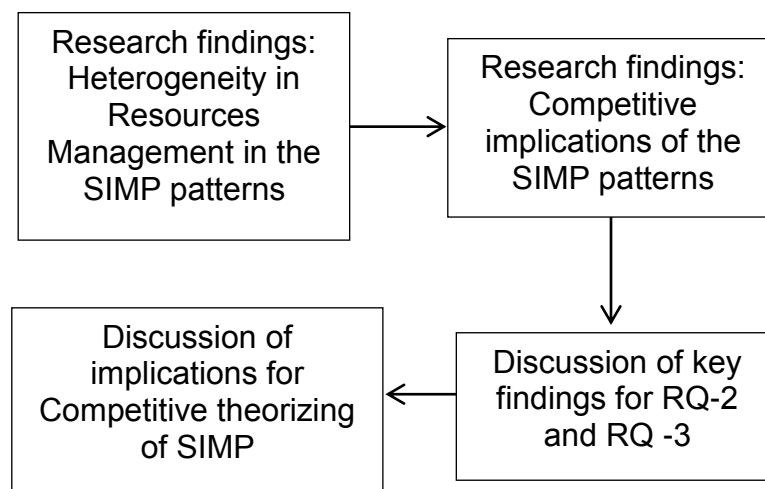 Research findings:
Heterogeneity in
Resources
Management in the
SIMP patterns
Research findings:
Competitive
implications of the
SIMP patterns
Discussion of key
findings for RQ-2
and RQ -3
Discussion of
implications for
Competitive theorizing
of SIMP